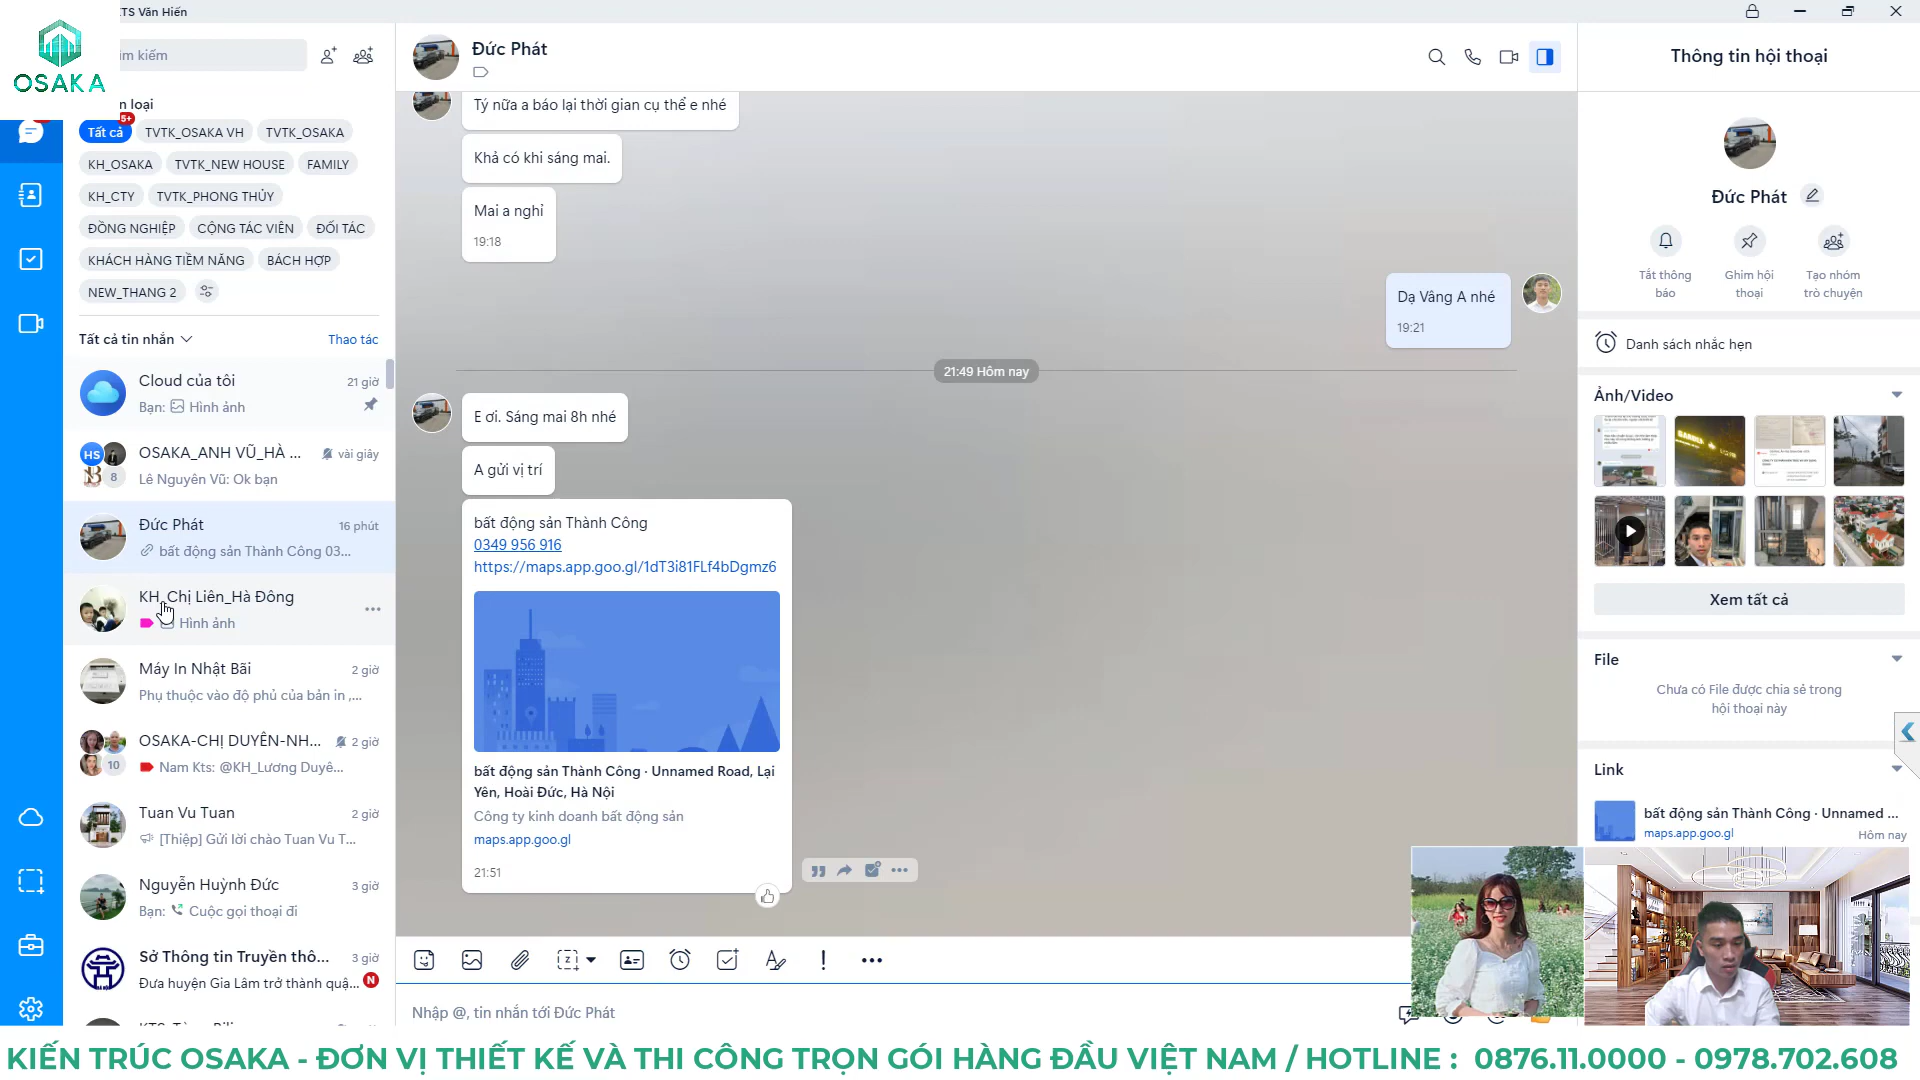 KTS Văn Hiến
OSAKA
ìm kiếm
n loại
5+
Tất cả
TVTK_OSAKA VH
TVTK_OSAKA
KH_OSAKA
TVTK_NEW HOUSE
FAMILY
KH_CTY
TVTK_PHONG THỦY
ĐỒNG NGHIỆP
CỘNG TÁC VIÊN
ĐỐI TÁC
KHÁCH HÀNG TIỀM NĂNG
BÁCH HỢP
NEW_THANG 2
Tất cả tin nhắn
Thao tác
Cloud của tôi
21 giờ
Bạn: Hình ảnh
HS
8
OSAKA_ANH VŨ_HÀ ...
vài giây
Lê Nguyên Vũ: Ok bạn
Đức Phát
16 phút
bất động sản Thành Công 03...
KH_Chị Liên_Hà Đông
Hình ảnh
Máy In Nhật Bãi
2 giờ
Phụ thuộc vào độ phủ của bản in ,...
10
OSAKA-CHỊ DUYÊN-NH...
2 giờ
Nam Kts: @KH_Lương Duyê...
Tuan Vu Tuan
2 giờ
[Thiệp] Gửi lời chào Tuan Vu T...
Nguyễn Huỳnh Đức
3 giờ
Bạn: Cuộc gọi thoại đi
Sở Thông tin Truyền thô...
3 giờ
Đưa huyện Gia Lâm trở thành quậ...
N
Đức Phát
Tý nữa a báo lại thời gian cụ thể e nhé
Khả có khi sáng mai.
Mai a nghỉ
19:18
Dạ Vâng A nhé
19:21
21:49 Hôm nay
E ơi. Sáng mai 8h nhé
A gửi vị trí
bất động sản Thành Công
0349 956 916
https://maps.app.goo.gl/1dT3i81FLf4bDgmz6
bất động sản Thành Công · Unnamed Road, Lại
Yên, Hoài Đức, Hà Nội
Công ty kinh doanh bất động sản
maps.app.goo.gl
21:51
Nhập @, tin nhắn tới Đức Phát
Thông tin hội thoại
Đức Phát
Tắt thông
báo
Ghim hội
thoại
Tạo nhóm
trò chuyện
Danh sách nhắc hẹn
Ảnh/Video
Xem tất cả
File
Chưa có File được chia sẻ trong
hội thoại này
Link
bất động sản Thành Công · Unnamed ...
maps.app.goo.gl
Hôm nay
KIẾN TRÚC OSAKA - ĐƠN VỊ THIẾT KẾ VÀ THI CÔNG TRỌN GÓI HÀNG ĐẦU VIỆT NAM / HOTLINE : 0876.11.0000 - 0978.702.608